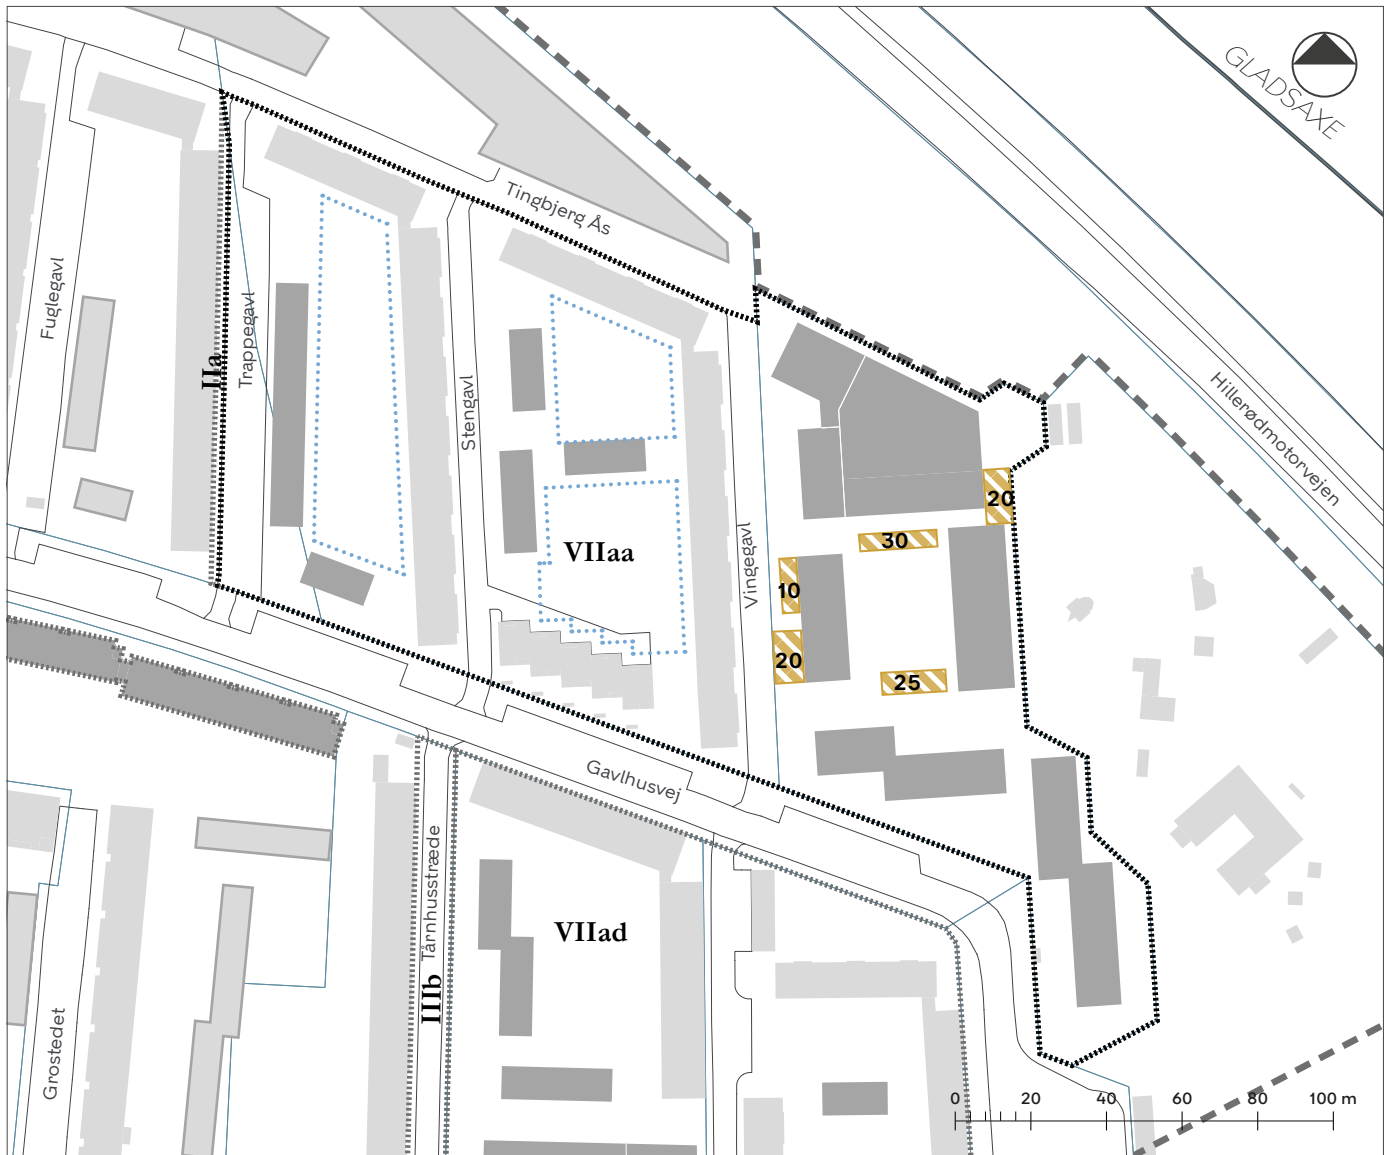 GLADSAXE
Tingbjerg Ås
Fuglegavl
IIa
Trappegavl
Stengavl
Hillerødmotorvejen
20
30
VIIaa
Vingegavl
10
20
25
Gavlhusvej
Tårnhusstræde
VIIad
IIIb
Grostedet
0 20 40 60 80 100 m